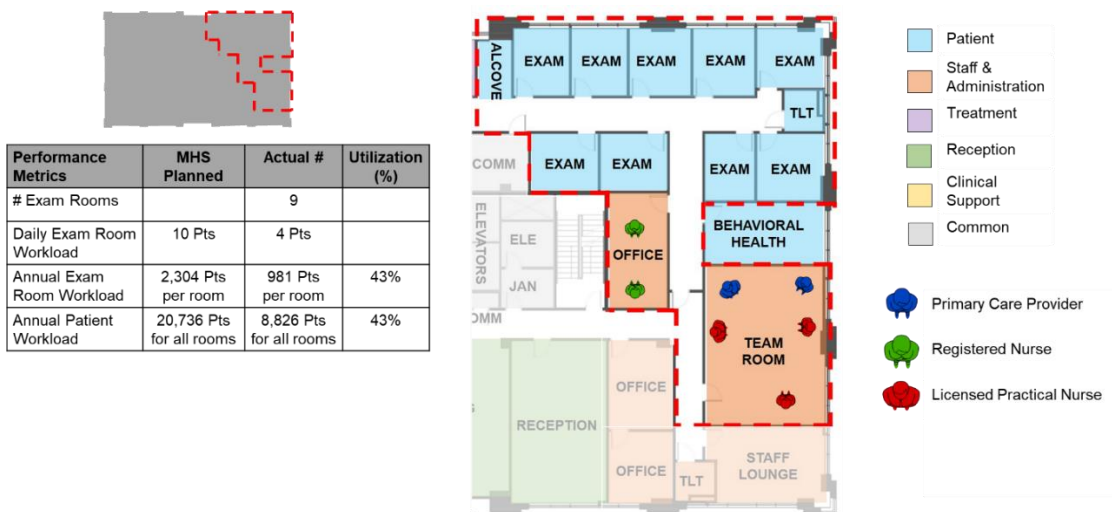 Performance Metrics
MHS Planned
Actual #
Utilization (%)
# Exam Rooms
9
Daily Exam Room Workload
10 Pts
4 Pts
Annual Exam Room Workload
2,304 Pts per room
981 Pts per room
43%
Annual Patient Workload
20,736 Pts for all rooms
8,826 Pts for all rooms
43%
ALCOVE
EXAM
EXAM
EXAM
EXAM
EXAM
TLT
COMM
EXAM
EXAM
EXAM
EXAM
ELEVATORS
ELE
JAN
OFFICE
BEHAVIORAL
HEALTH
OMM
TEAM
ROOM
RECEPTION
OFFICE
OFFICE
TLT
STAFF
LOUNGE
Patient
Staff &
Administration
Treatment
Reception
Clinical
Support
Common
Primary Care Provider
Registered Nurse
Licensed Practical Nurse